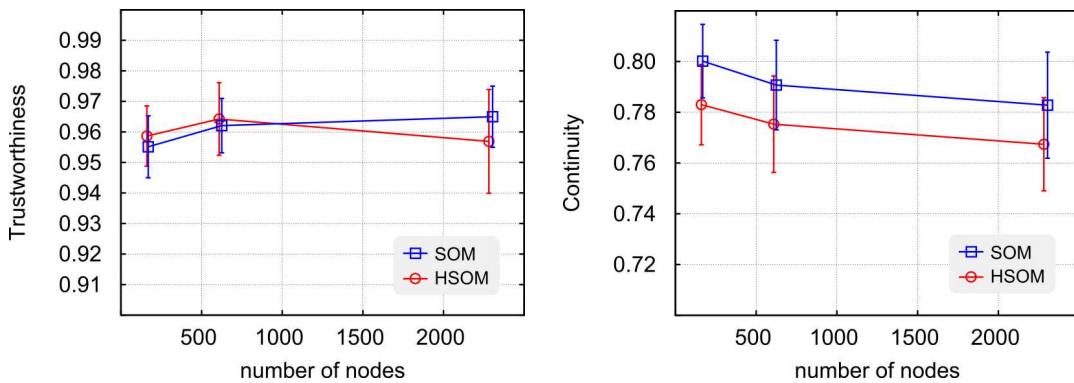 0.99
0.98
0.97
0.96
0.95
0.94
0.93
0.92
0.91
Trustworthiness
SOM
HSOM
500 1000 1500 2000
number of nodes
0.80
0.78
0.76
0.74
0.72
Continuity
SOM
HSOM
500 1000 1500 2000
number of nodes